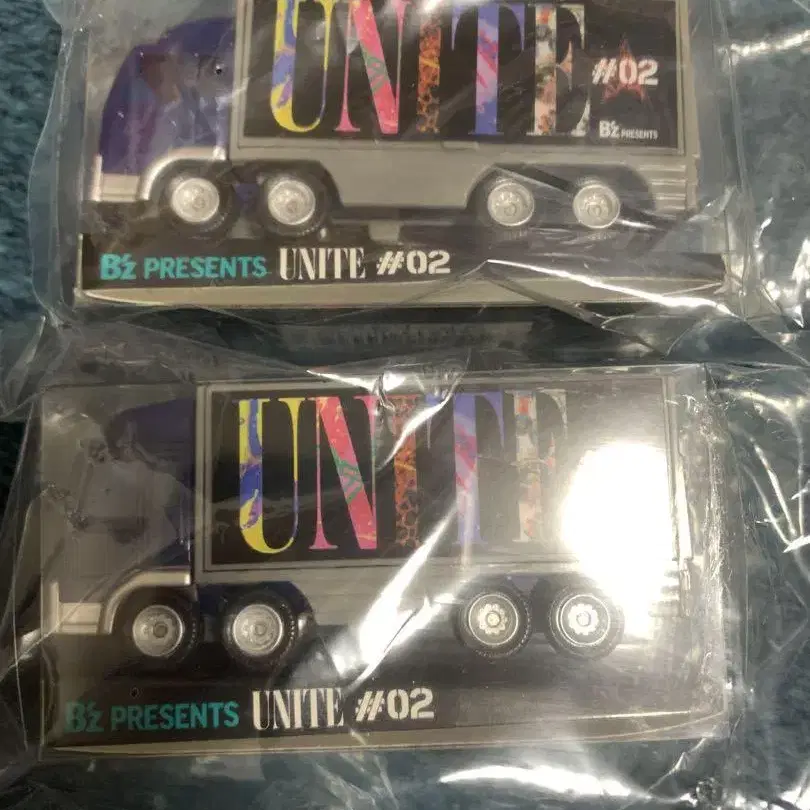 UNITE
#02
B'z PRESENTS
B'z PRESENTS UNITE #02
UNITE
B'z PRESENTS UNITE #02